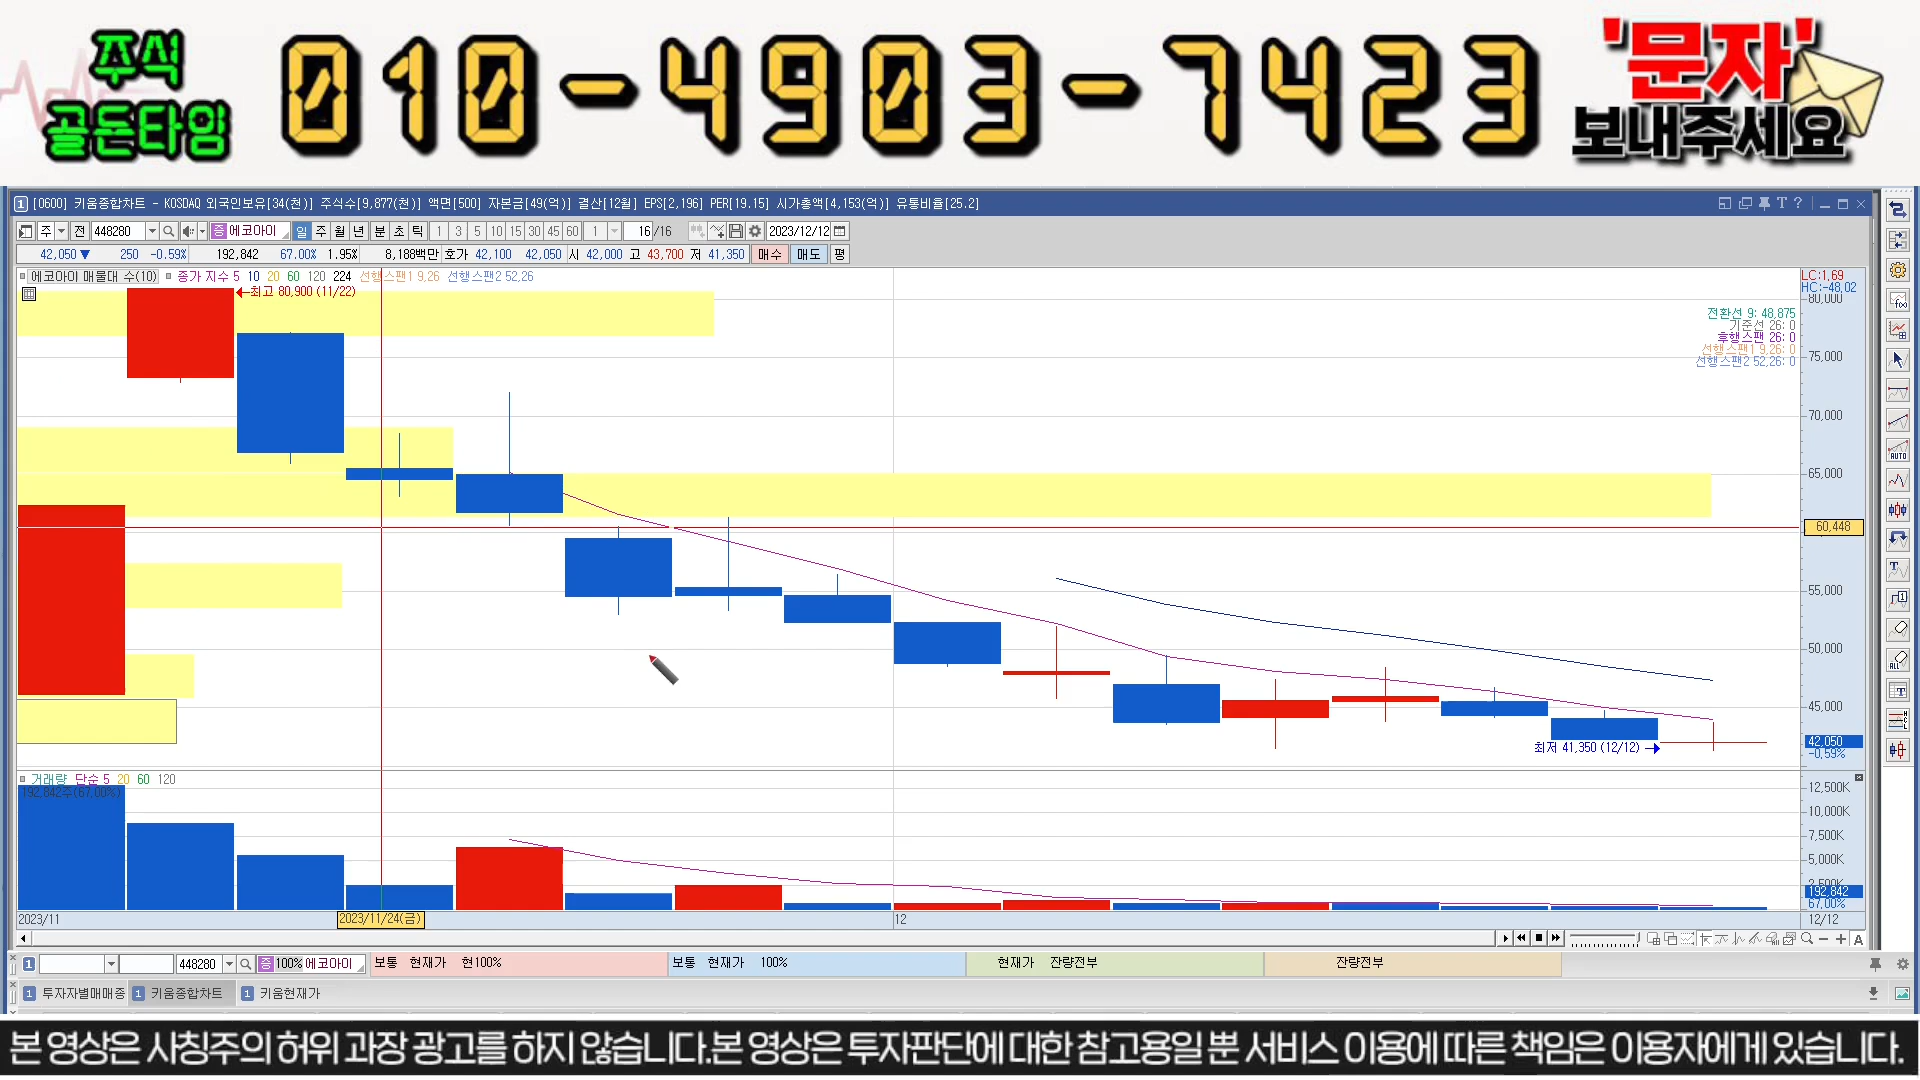 주식
골든타임
010-4903-7423
'문자'
보내주세요
1 [0600] 키움종합차트 - KOSDAQ 외국인보유[34(천)] 주식수[9,877(천)] 액면[500] 자본금[49(억)] 결산[12월] EPS[2,196] PER[19.15] 시가총액[4,153(억)] 유통비율[25.2]
주 전 448280 증 에코아이 일 주 월 년 분 초 틱 1 3 5 10 15 30 45 60 1 16 /16 2023/12/12
42,050 ▼ 250 -0.59% 192,842 67.00% 1.95% 8,188백만 호가 42,100 42,050 시 42,000 고 43,700 저 41,350 매수 매도 평
에코아이 매물대 수(10) 종가 지수 5 10 20 60 120 224 선행스팬1 9,26 선행스팬2 52,26
LC:1.69
HC:-48.02
최고 80,900 (11/22)
80,000
전환선 9: 48,875
기준선 26: 0
후행스팬 26: 0
선행스팬1 9,26: 0
선행스팬2 52,26: 0
75,000
70,000
65,000
60,448
55,000
50,000
45,000
42,050
-0.59%
최저 41,350 (12/12)
거래량 단순 5 20 60 120
192,842주(67.00%)
12,500K
10,000K
7,500K
5,000K
2,500K
192,842
67.00%
2023/11 2023/11/24(금) 12 12/12
1 448280 증 100% 에코아이 보통 현재가 현100% 보통 현재가 100% 현재가 잔량전부 잔량전부
1 투자자별매매종 1 키움종합차트 1 키움현재가
본 영상은 사칭주의 허위 과장 광고를 하지 않습니다.본 영상은 투자판단에 대한 참고용일 뿐 서비스 이용에 따른 책임은 이용자에게 있습니다.